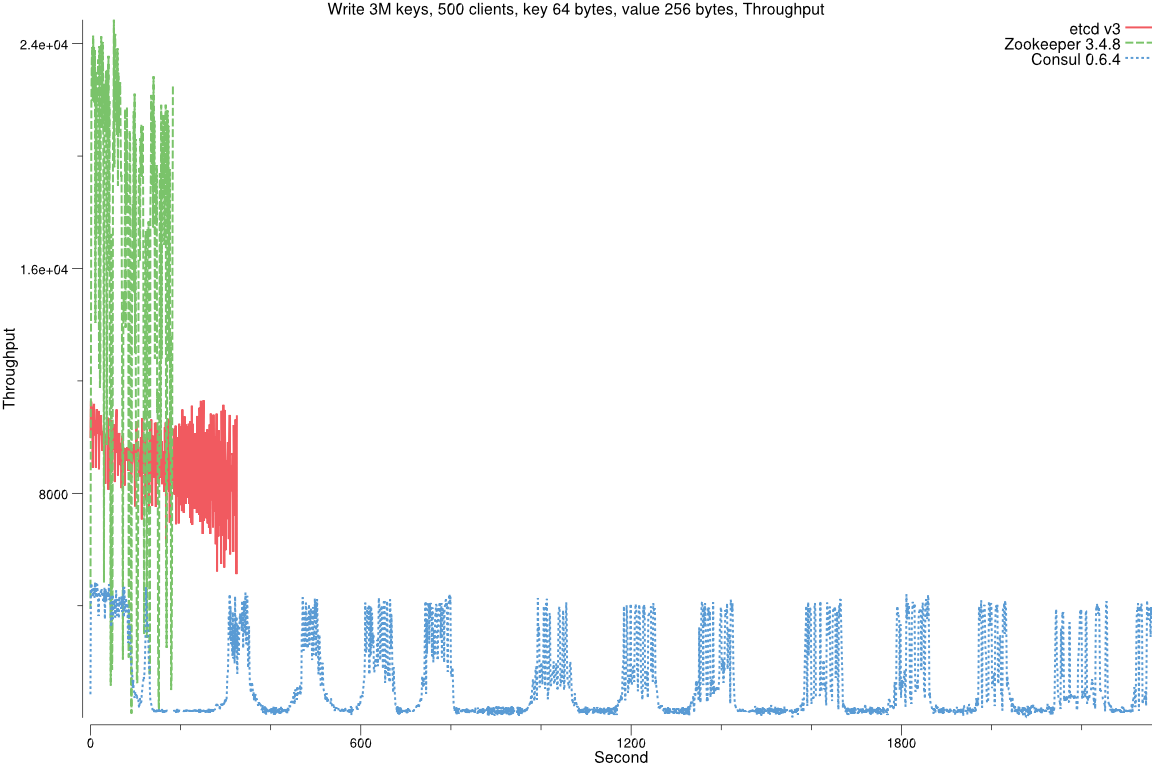 Write 3M keys, 500 clients, key 64 bytes, value 256 bytes, Throughput
etcd v3
Zookeeper 3.4.8
Consul 0.6.4
2.4e+04
1.6e+04
8000
Throughput
0
600
1200
1800
Second